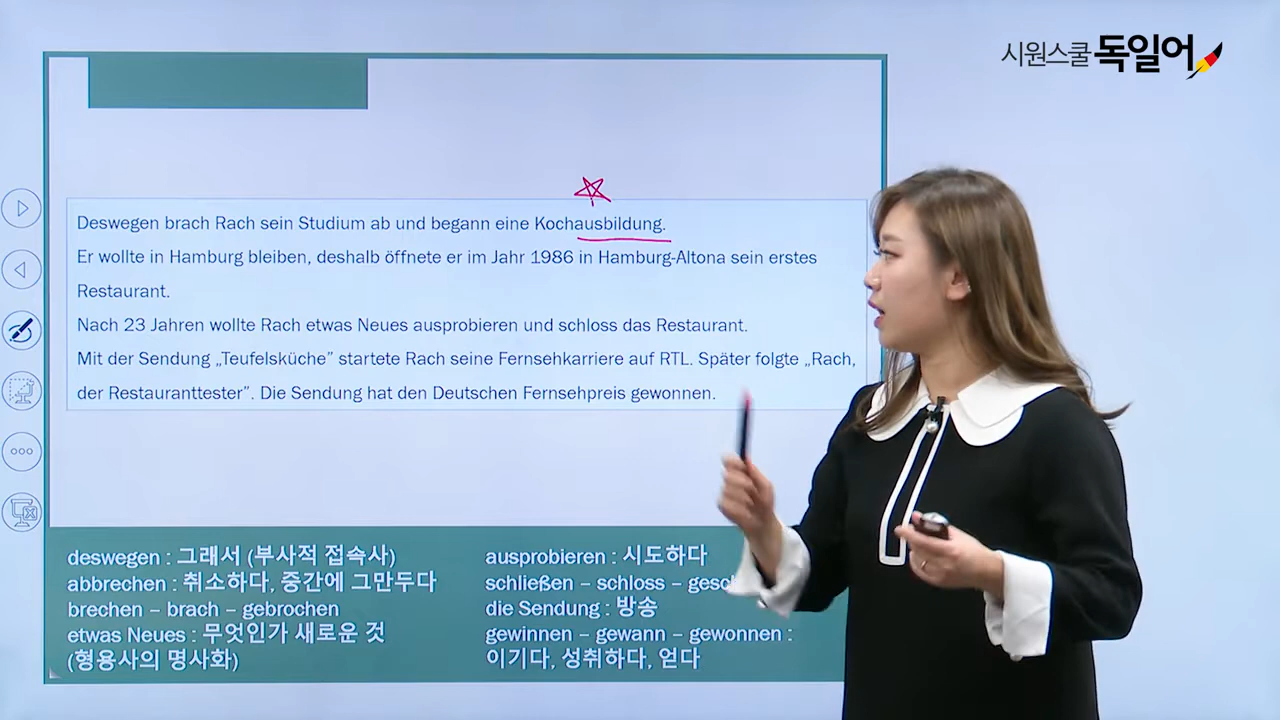 시원스쿨 독일어
Deswegen brach Rach sein Studium ab und begann eine Kochausbildung.
Er wollte in Hamburg bleiben, deshalb öffnete er im Jahr 1986 in Hamburg-Altona sein erstes
Restaurant.
Nach 23 Jahren wollte Rach etwas Neues ausprobieren und schloss das Restaurant.
Mit der Sendung „Teufelsküche” startete Rach seine Fernsehkarriere auf RTL. Später folgte „Rach,
der Restauranttester”. Die Sendung hat den Deutschen Fernsehpreis gewonnen.
deswegen : 그래서 (부사적 접속사)
abbrechen : 취소하다, 중간에 그만두다
brechen – brach – gebrochen
etwas Neues : 무엇인가 새로운 것
(형용사의 명사화)
ausprobieren : 시도하다
schließen – schloss –
die Sendung : 방송
gewinnen – gewann – gewonnen :
이기다, 성취하다, 얻다